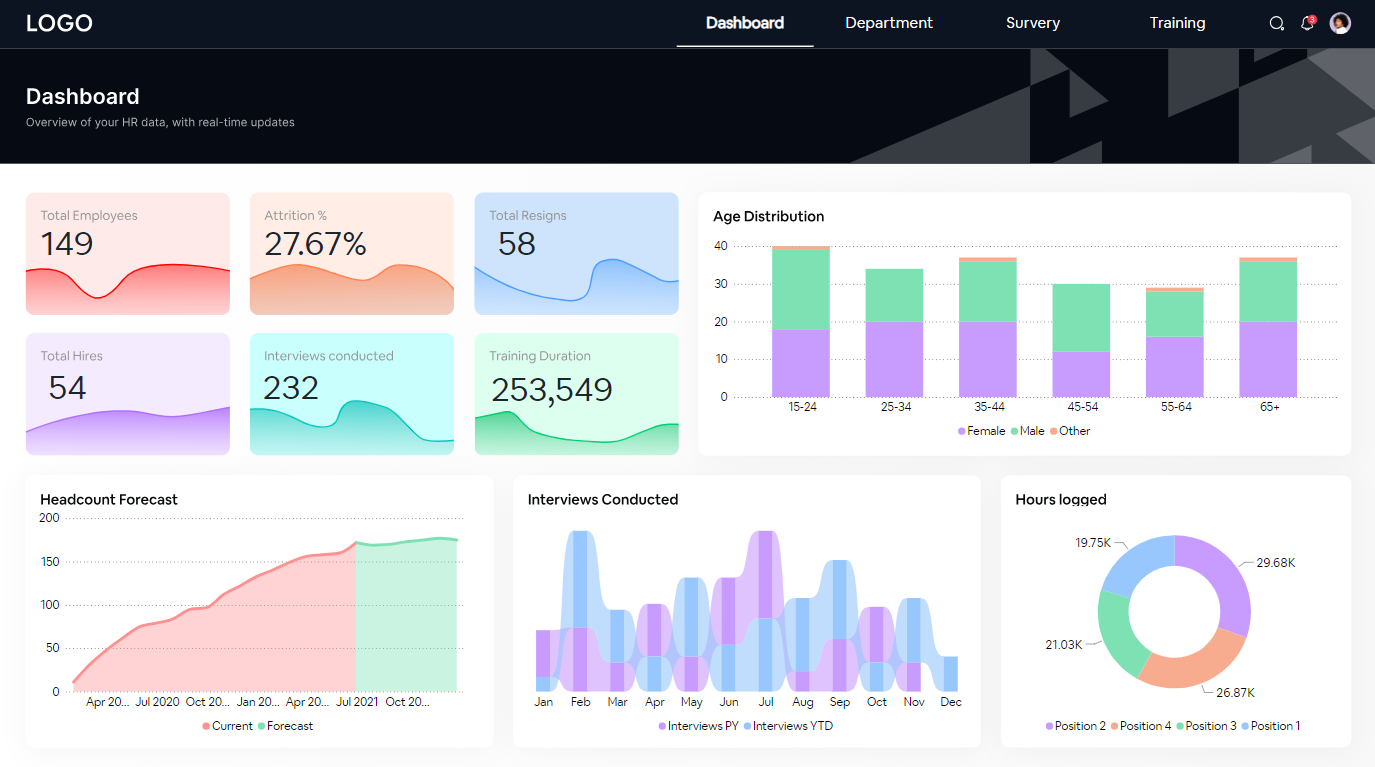 LOGO
Dashboard
Department
Survery
Training
3
Dashboard
Overview of your HR data, with real-time updates
Total Employees
149
Attrition %
27.67%
Total Resigns
58
Total Hires
54
Interviews conducted
232
Training Duration
253,549
Age Distribution
40
30
20
10
0
15-24 25-34 35-44 45-54 55-64 65+
Female Male Other
Headcount Forecast
200
150
100
50
0
Apr 20... Jul 2020 Oct 20... Jan 20... Apr 20... Jul 2021 Oct 20...
Current Forecast
Interviews Conducted
Jan Feb Mar Apr May Jun Jul Aug Sep Oct Nov Dec
Interviews PY Interviews YTD
Hours logged
19.75K
29.68K
21.03K
26.87K
Position 2 Position 4 Position 3 Position 1